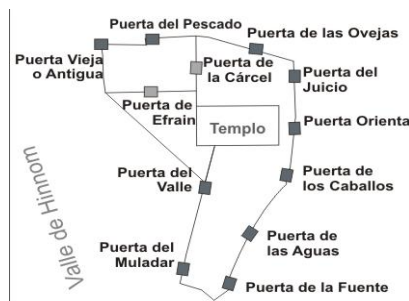 Puerta del Pescado
Puerta de las Ovejas
Puerta Vieja
o Antigua
Puerta de
la Cárcel
Puerta del
Juicio
Puerta de
Efrain
Templo
Puerta Orienta
Puerta del
Valle
Puerta de
los Caballos
Valle de Hinnom
Puerta de
las Aguas
Puerta del
Muladar
Puerta de la Fuente